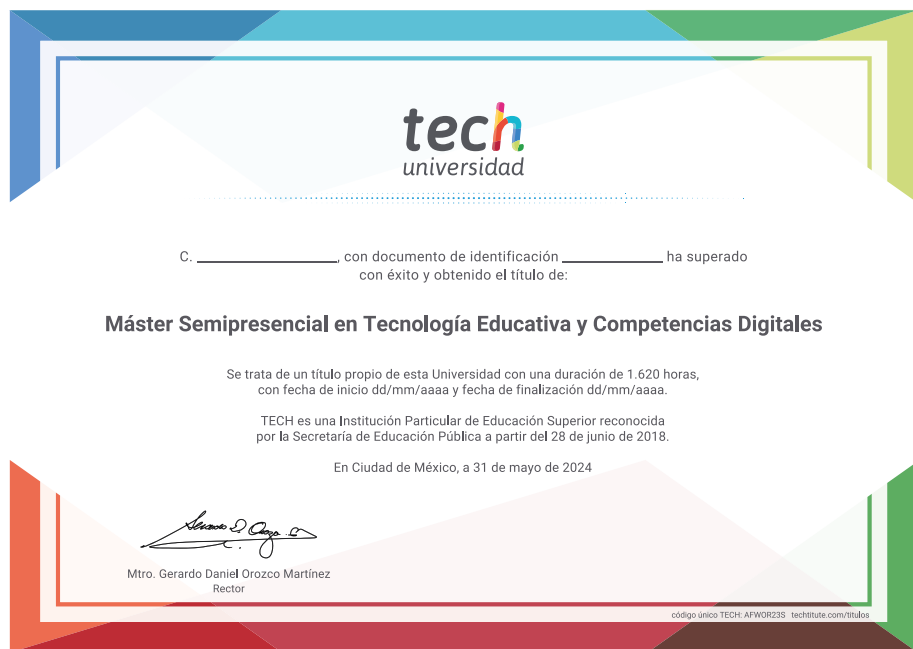 tech
universidad
C. ____________________, con documento de identificación ______________ ha superado
con éxito y obtenido el título de:
Máster Semipresencial en Tecnología Educativa y Competencias Digitales
Se trata de un título propio de esta Universidad con una duración de 1.620 horas,
con fecha de inicio dd/mm/aaaa y fecha de finalización dd/mm/aaaa.
TECH es una Institución Particular de Educación Superior reconocida
por la Secretaría de Educación Pública a partir del 28 de junio de 2018.
En Ciudad de México, a 31 de mayo de 2024
Mtro. Gerardo Daniel Orozco Martínez
Rector
código único TECH: AFWOR23S techtitute.com/titulos